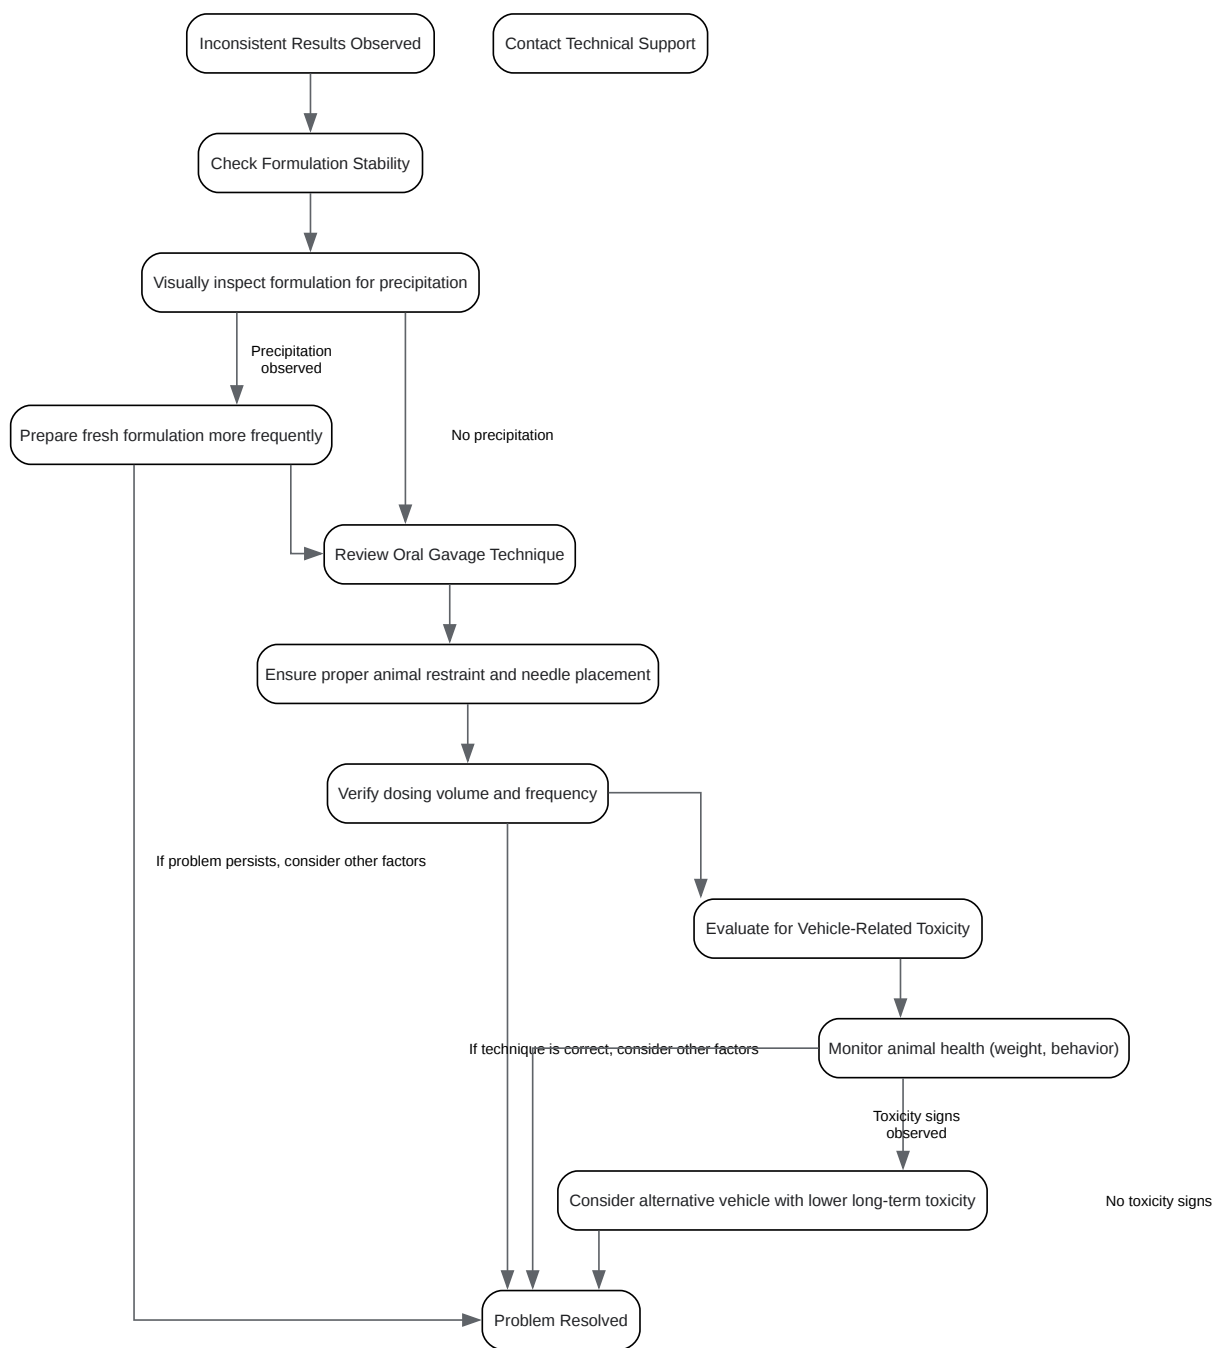 Inconsistent Results Observed
Contact Technical Support
Check Formulation Stability
Visually inspect formulation for precipitation
Precipitation
observed
Prepare fresh formulation more frequently
No precipitation
Review Oral Gavage Technique
Ensure proper animal restraint and needle placement
Verify dosing volume and frequency
If problem persists, consider other factors
Evaluate for Vehicle-Related Toxicity
If technique is correct, consider other factors
Monitor animal health (weight, behavior)
Toxicity signs
observed
Consider alternative vehicle with lower long-term toxicity
No toxicity signs
Problem Resolved